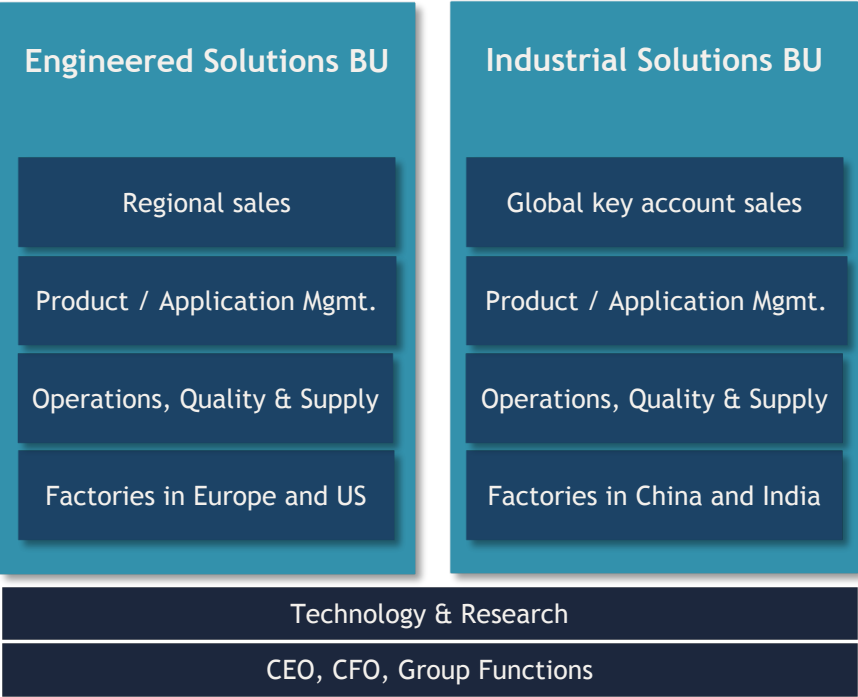 Engineered Solutions BU
Regional sales
Product / Application Mgmt.
Operations, Quality & Supply
Factories in Europe and US
Industrial Solutions BU
Global key account sales
Product / Application Mgmt.
Operations, Quality & Supply
Factories in China and India
Technology & Research
CEO, CFO, Group Functions